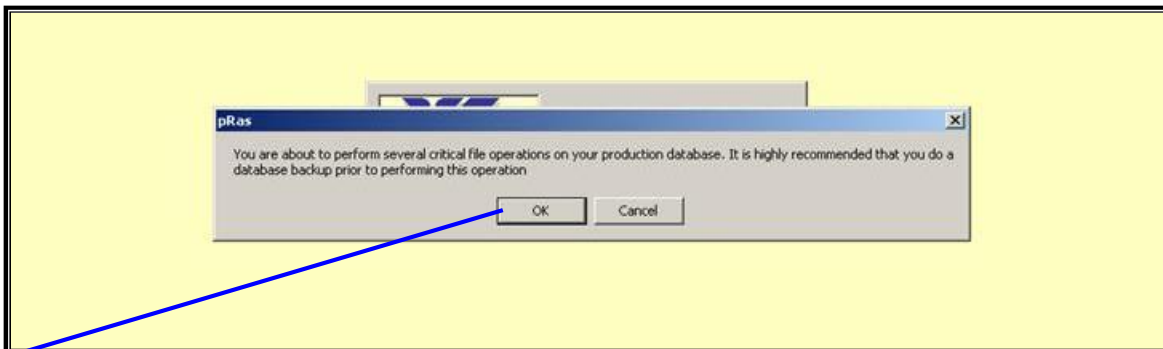 pRas
You are about to perform several critical file operations on your production database. It is highly recommended that you do a
database backup prior to performing this operation
OK Cancel